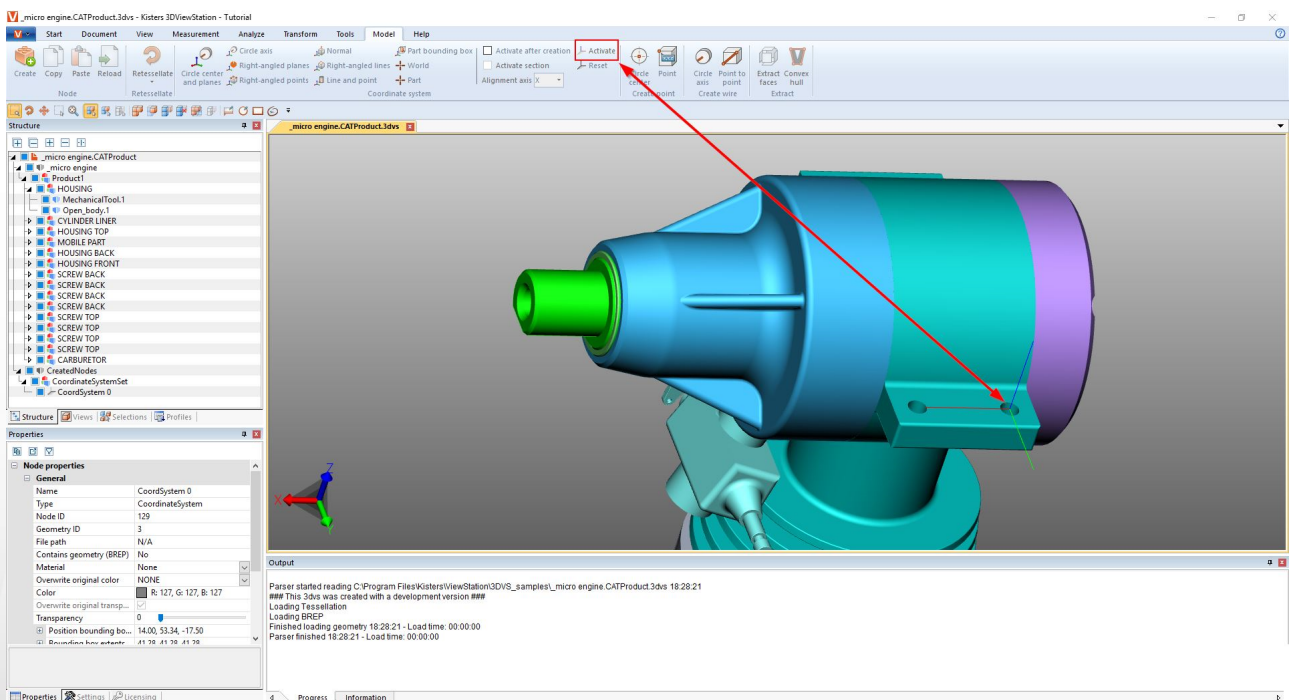 _micro engine.CATProduct.3dvs - Kisters 3DViewStation - Tutorial
Start Document View Measurement Analyze Transform Tools Model Help
Create Copy Paste Reload
Node
Retessellate
Retessellate
Circle center and planes
Circle axis Normal Part bounding box
Right-angled planes Right-angled lines World
Right-angled points Line and point Part
Activate after creation Activate
Activate section Reset
Alignment axis X
Coordinate system
Circle center Point
Create point
Circle axis Point to point
Create wire
Extract faces Convex hull
Extract
Structure
_micro engine.CATProduct
_micro engine
Product1
HOUSING
MechanicalTool.1
Open_body.1
CYLINDER LINER
HOUSING TOP
MOBILE PART
HOUSING BACK
HOUSING FRONT
SCREW BACK
SCREW BACK
SCREW BACK
SCREW BACK
SCREW TOP
SCREW TOP
SCREW TOP
SCREW TOP
CARBURETOR
CreatedNodes
CoordinateSystemSet
CoordSystem 0
Structure Views Selections Profiles
Properties
Node properties
General
Name CoordSystem 0
Type CoordinateSystem
Node ID 129
Geometry ID 3
File path N/A
Contains geometry (BREP) No
Material None
Overwrite original color NONE
Color R: 127, G: 127, B: 127
Overwrite original transp...
Transparency 0
Position bounding bo... 14.00, 53.34, -17.50
Bounding box extents 41.28, 41.28, 41.28
Properties Settings Licensing
_micro engine.CATProduct.3dvs
X
Z
Output
Parser started reading C:\Program Files\Kisters\ViewStation\3DVS_samples\_micro engine.CATProduct.3dvs 18:28:21
### This 3dvs was created with a development version ###
Loading Tessellation
Loading BREP
Finished loading geometry 18:28:21 - Load time: 00:00:00
Parser finished 18:28:21 - Load time: 00:00:00
Progress Information